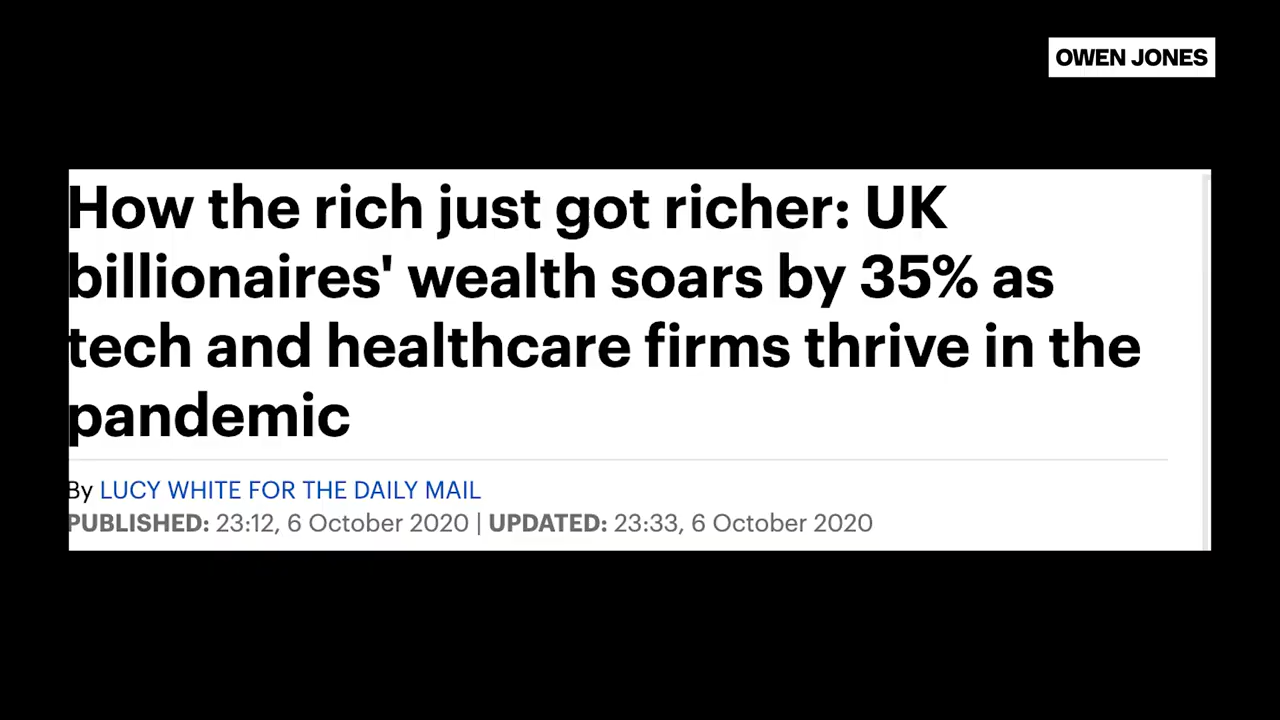 OWEN JONES
How the rich just got richer: UK
billionaires' wealth soars by 35% as
tech and healthcare firms thrive in the
pandemic
By LUCY WHITE FOR THE DAILY MAIL
PUBLISHED: 23:12, 6 October 2020 | UPDATED: 23:33, 6 October 2020